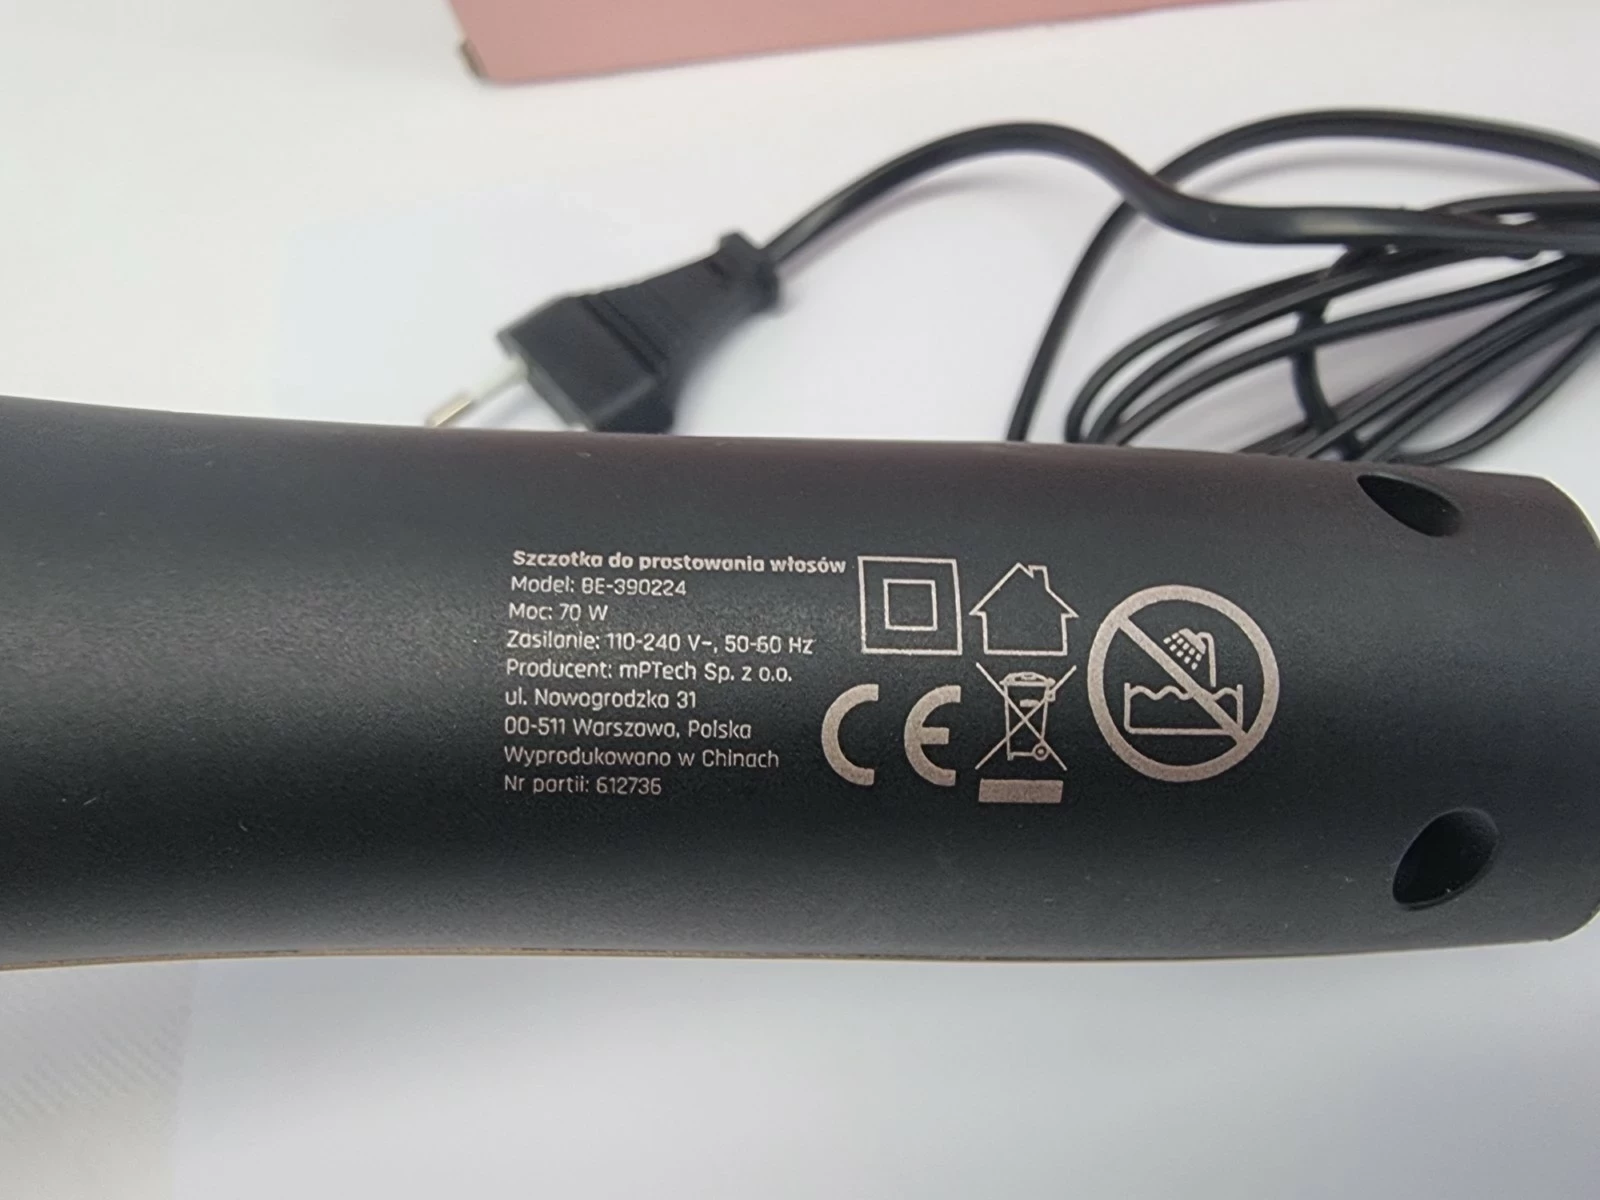 Szczotka do prostowania włosów
Model: BE-390224
Moc: 70 W
Zasilanie: 110-240 V~, 50-60 Hz
Producent: mPTech Sp. z o.o.
ul. Nowogrodzka 31
00-511 Warszawa, Polska
Wyprodukowano w Chinach
Nr partii: 612736
CE